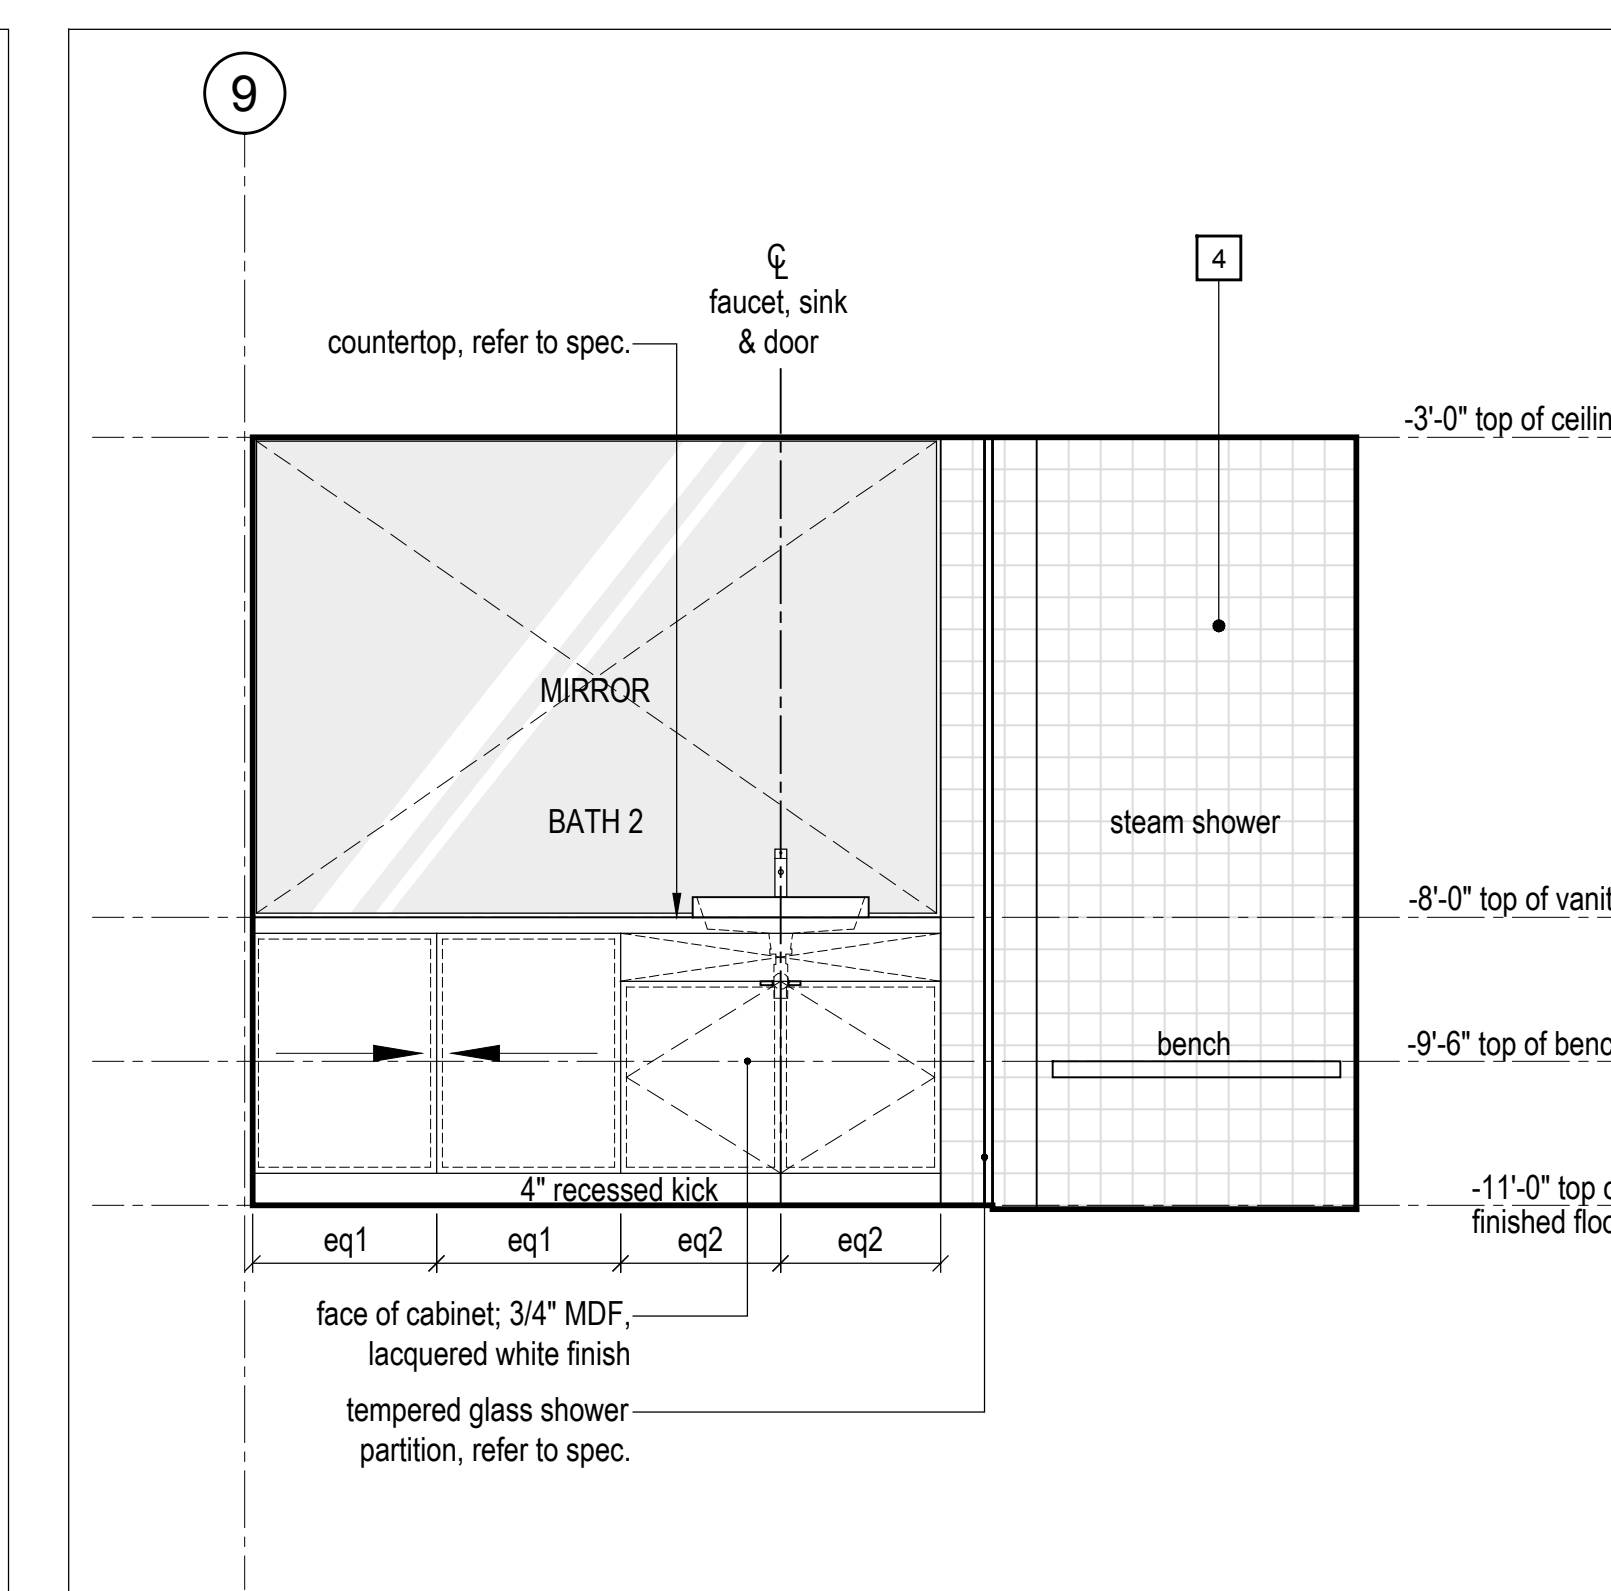 9
4
℄
faucet, sink
& door
countertop, refer to spec.
-3'-0" top of ceilin
MIRROR
BATH 2
steam shower
-8'-0" top of vanit
bench
-9'-6" top of benc
4" recessed kick
-11'-0" top o
finished floo
eq1 eq1 eq2 eq2
face of cabinet; 3/4" MDF,
lacquered white finish
tempered glass shower
partition, refer to spec.